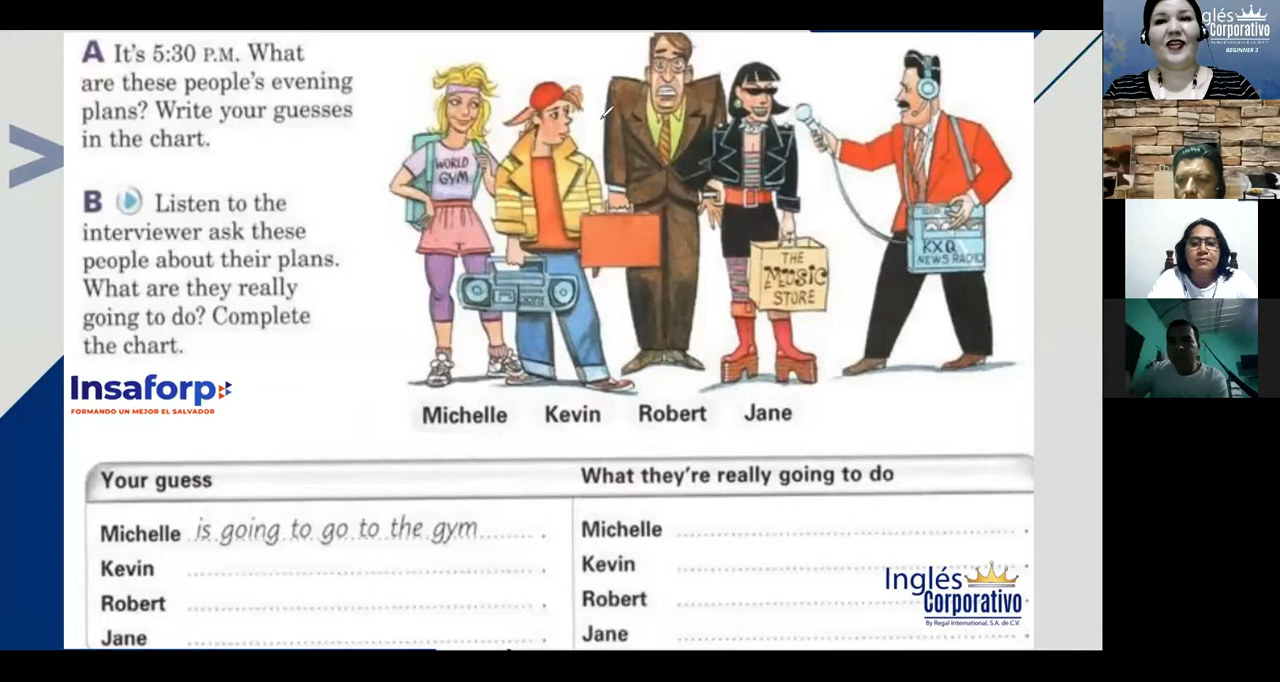 A It's 5:30 P.M. What
are these people's evening
plans? Write your guesses
in the chart.
B Listen to the
interviewer ask these
people about their plans.
What are they really
going to do? Complete
the chart.
Insaforp
FORMANDO UN MEJOR EL SALVADOR
WORLD
GYM
THE
MUSIC
STORE
KXQ
NEWS RADIO
Michelle Kevin Robert Jane
Your guess What they're really going to do
Michelle is going to go to the gym. Michelle .
Kevin . Kevin .
Robert . Robert .
Jane . Jane .
Inglés
Corporativo
By Regal International, S.A. de C.V.
glés
Corporativo
BEGINNER 3